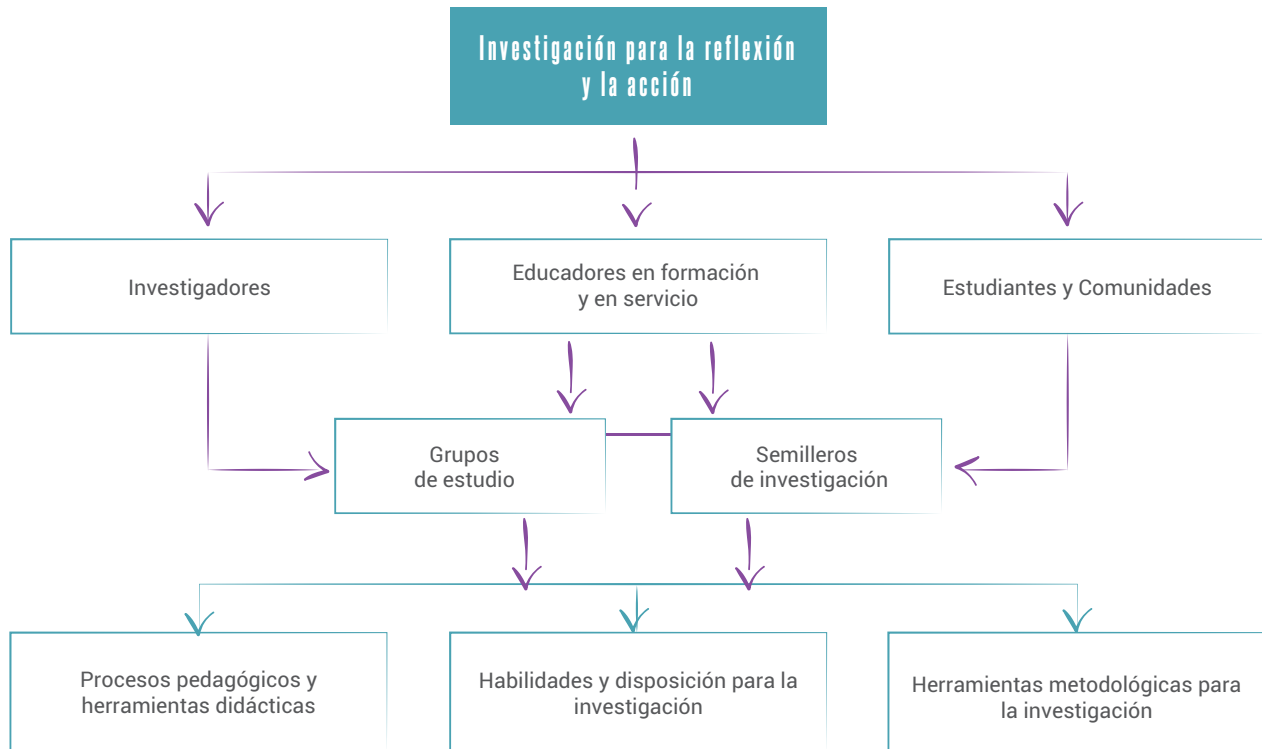 Investigación para la reflexión
y la acción
Investigadores
Educadores en formación
y en servicio
Estudiantes y Comunidades
Grupos
de estudio
Semilleros
de investigación
Procesos pedagógicos y
herramientas didácticas
Habilidades y disposición para la
investigación
Herramientas metodológicas para
la investigación